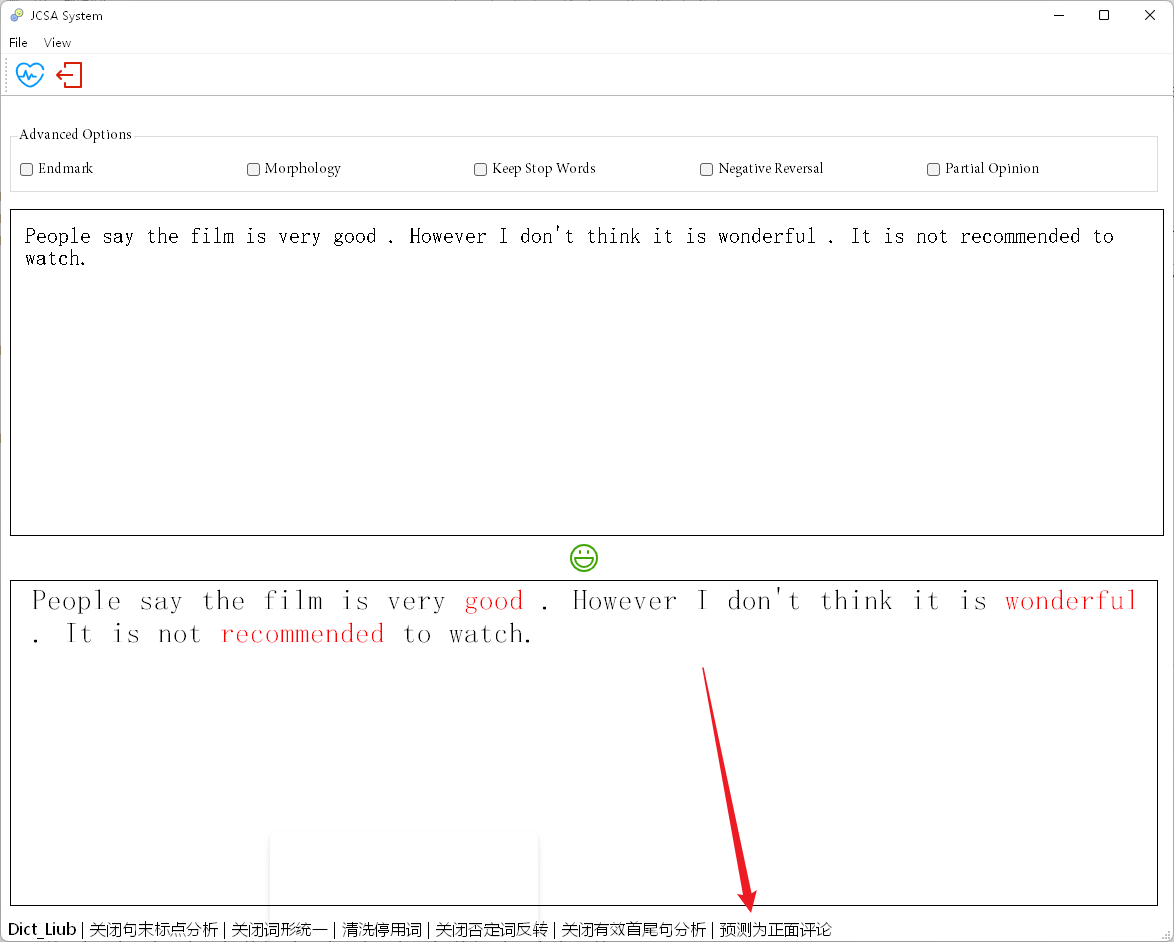 JCSA System
File View
Advanced Options
Endmark Morphology Keep Stop Words Negative Reversal Partial Opinion
People say the film is very good . However I don't think it is wonderful . It is not recommended to
watch.
People say the film is very good . However I don't think it is wonderful
. It is not recommended to watch.
Dict_Liub | 关闭句末标点分析 | 关闭词形统一 | 清洗停用词 | 关闭否定词反转 | 关闭有效首尾句分析 | 预测为正面评论